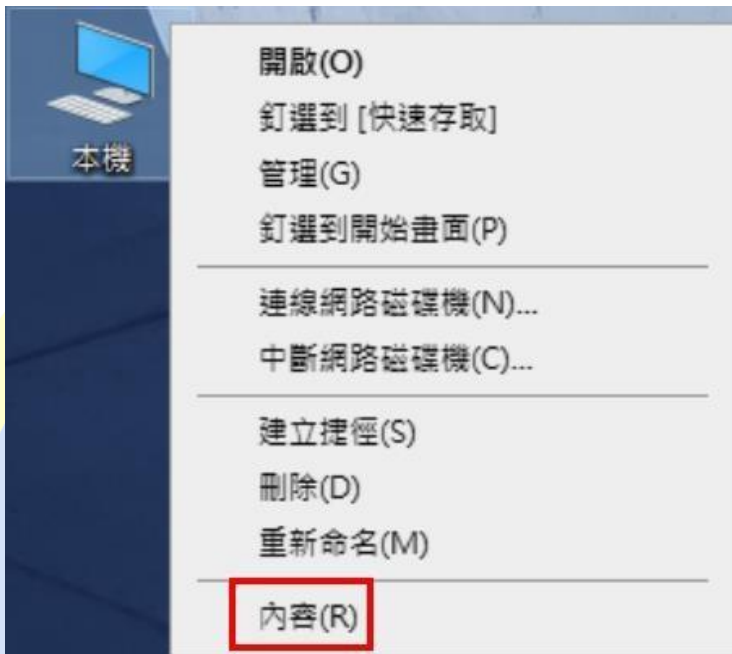 本機
開啟(O)
釘選到 [快速存取]
管理(G)
釘選到開始畫面(P)
連線網路磁碟機(N)...
中斷網路磁碟機(C)...
建立捷徑(S)
刪除(D)
重新命名(M)
內容(R)